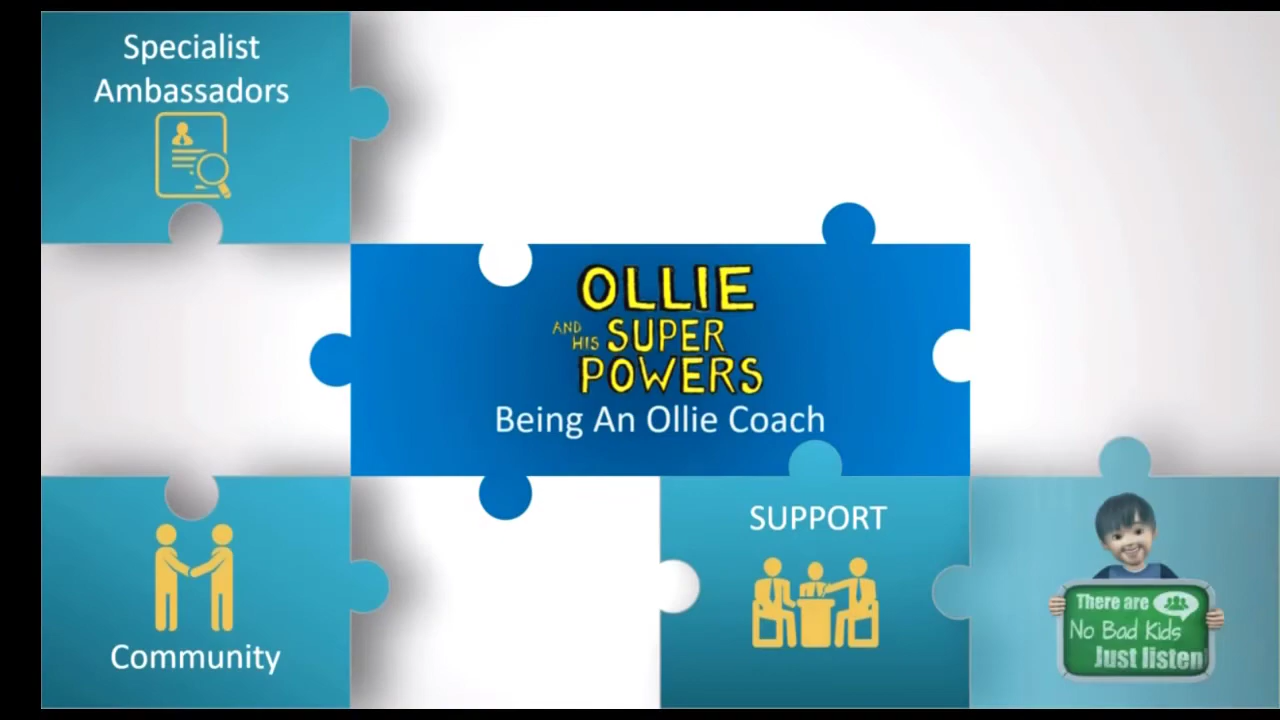 Specialist
Ambassadors
OLLIE
AND HIS SUPER
POWERS
Being An Ollie Coach
SUPPORT
Community
There are
No Bad Kids
Just listen